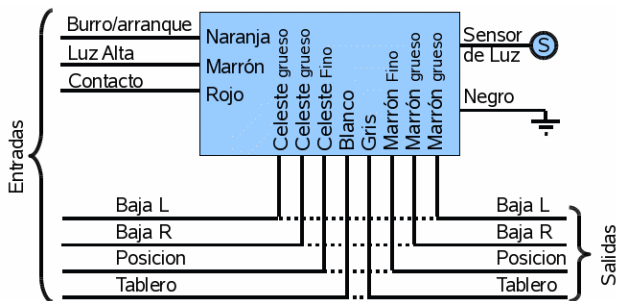 Burro/arranque
Luz Alta
Contacto
Naranja
Marrón
Rojo
Sensor
de Luz
S
Negro
Celeste grueso
Celeste grueso
Celeste Fino
Blanco
Gris
Marrón Fino
Marrón grueso
Marrón grueso
Entradas
Baja L
Baja R
Posicion
Tablero
Baja L
Baja R
Posicion
Tablero
Salidas